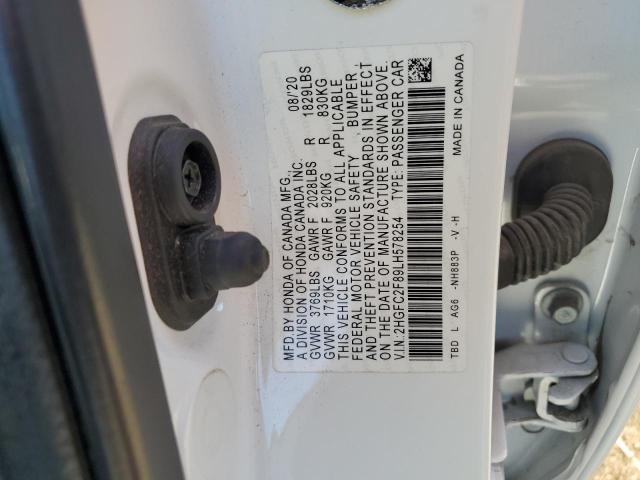 MFD.BY HONDA OF CANADA MFG., 08/20
A DIVISION OF HONDA CANADA INC.
GVWR 3769LBS GAWR F 2028LBS R 1829LBS
GVWR 1710KG GAWR F 920KG R 830KG
THIS VEHICLE CONFORMS TO ALL APPLICABLE
FEDERAL MOTOR VEHICLE SAFETY , BUMPER ,
AND THEFT PREVENTION STANDARDS IN EFFECT
ON THE DATE OF MANUFACTURE SHOWN ABOVE.
V.I.N.:2HGFC2F89LH578254 TYPE: PASSENGER CAR
TBD L AG6 -NH883P -V -H MADE IN CANADA